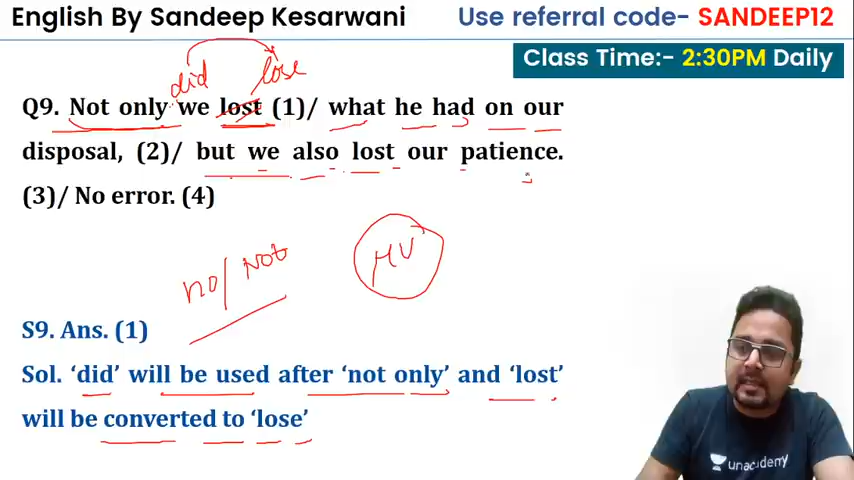 English By Sandeep Kesarwani
Use referral code- SANDEEP12
Class Time:- 2:30PM Daily
did lose
Q9. Not only we lost (1)/ what he had on our
disposal, (2)/ but we also lost our patience.
(3)/ No error. (4)
no/Not
HV
S9. Ans. (1)
Sol. ‘did’ will be used after ‘not only’ and ‘lost’
will be converted to ‘lose’
unacademy